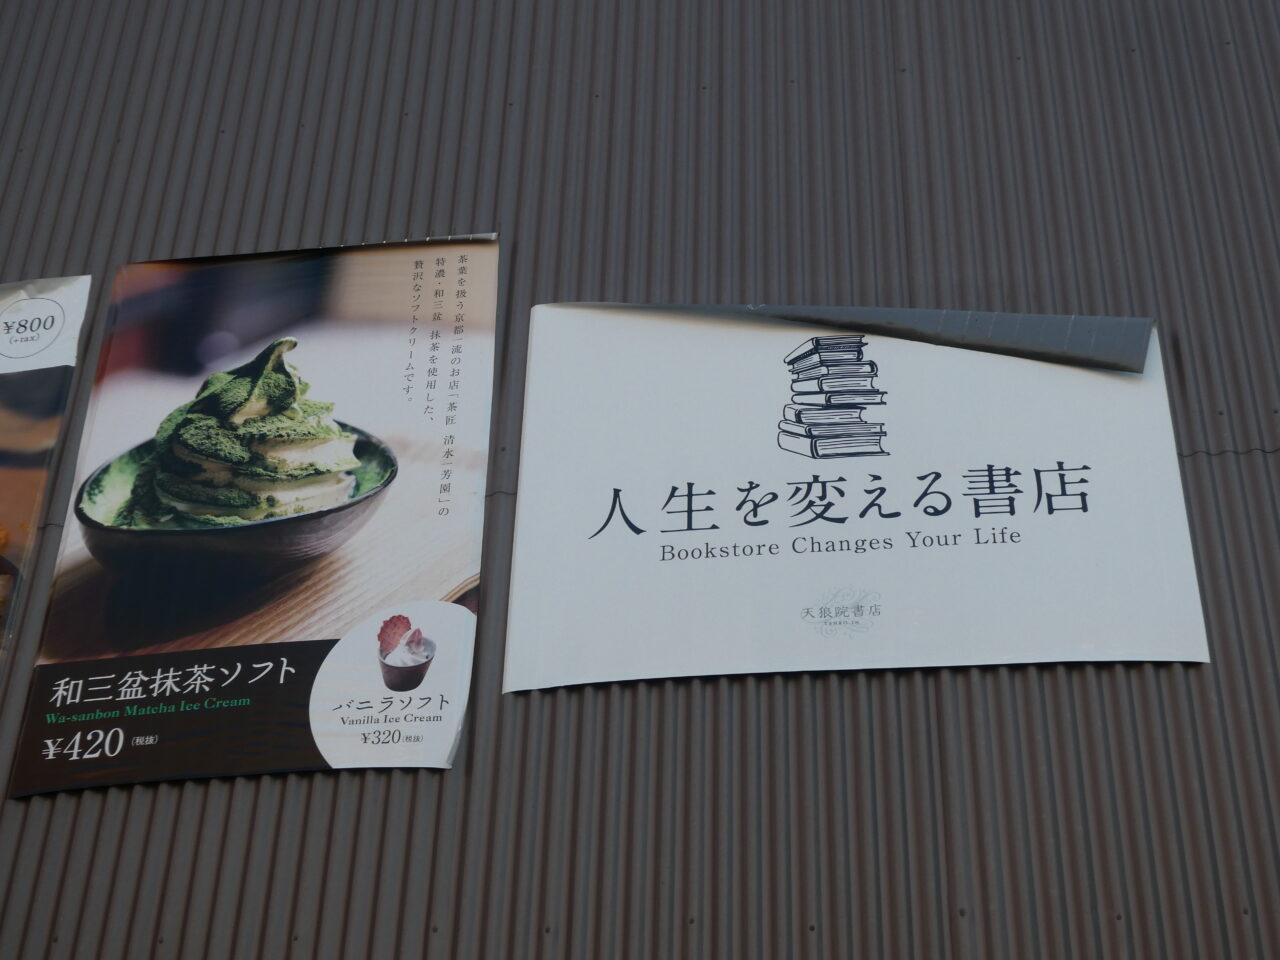 ¥800
(+tax)
茶葉を扱う京都一流のお店「茶匠 清水一芳園」の
特濃・和三盆 抹茶を使用した、
贅沢なソフトクリームです。
和三盆抹茶ソフト
Wa-sanbon Matcha Ice Cream
¥420(税抜)
バニラソフト
Vanilla Ice Cream
¥320(税抜)
人生を変える書店
Bookstore Changes Your Life
天狼院書店